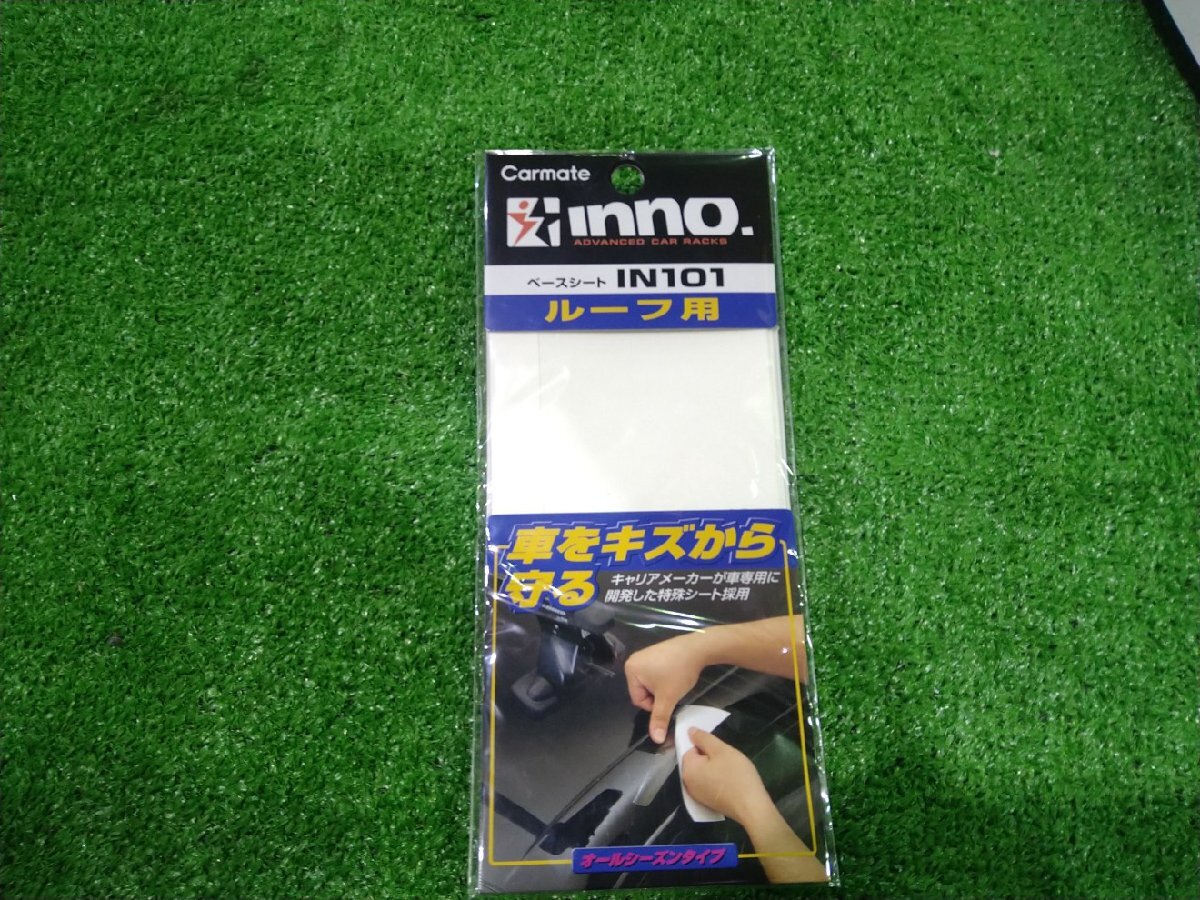 Carmate
inno.
ADVANCED CAR RACKS
ベースシート IN101
ルーフ用
車をキズから
守る
キャリアメーカーが車専用に
開発した特殊シート採用
オールシーズンタイプ